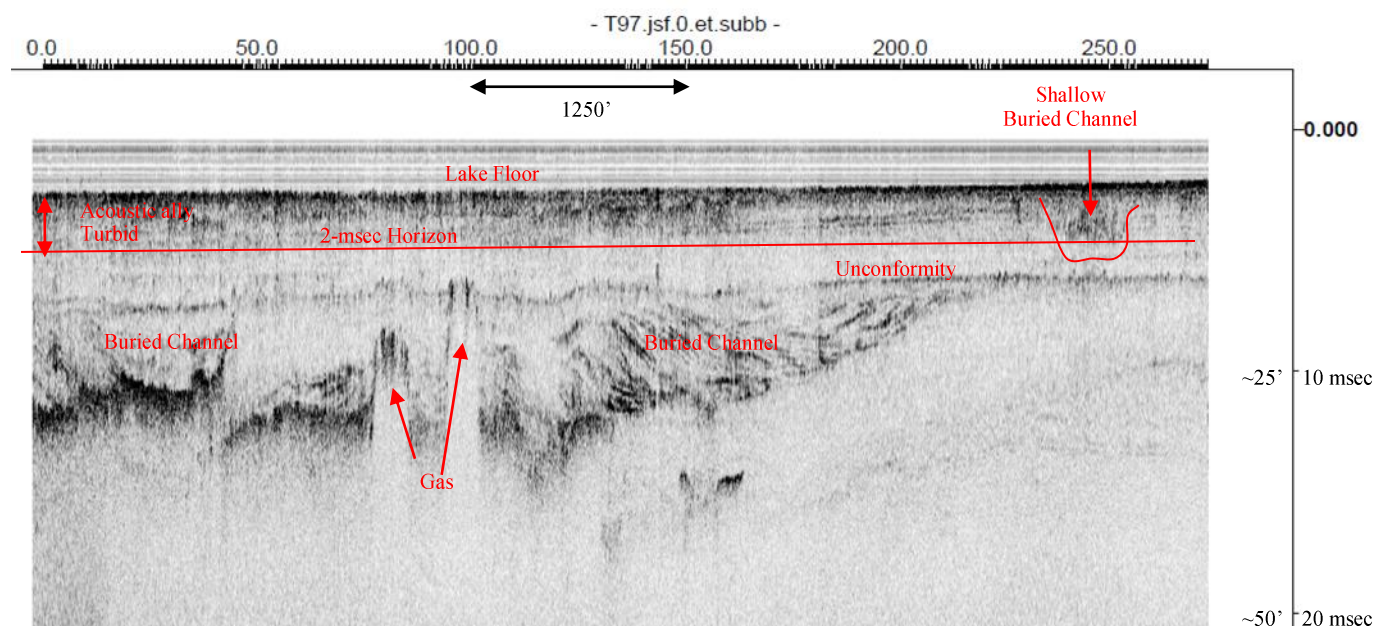 - T97.jsf.0.et.subb -
0.0 50.0 100.0 150.0 200.0 250.0
1250’
Shallow
Buried Channel
0.000
Lake Floor
Acoustic ally
Turbid
2-msec Horizon
Unconformity
Buried Channel
Buried Channel
~25’ 10 msec
Gas
~50’ 20 msec